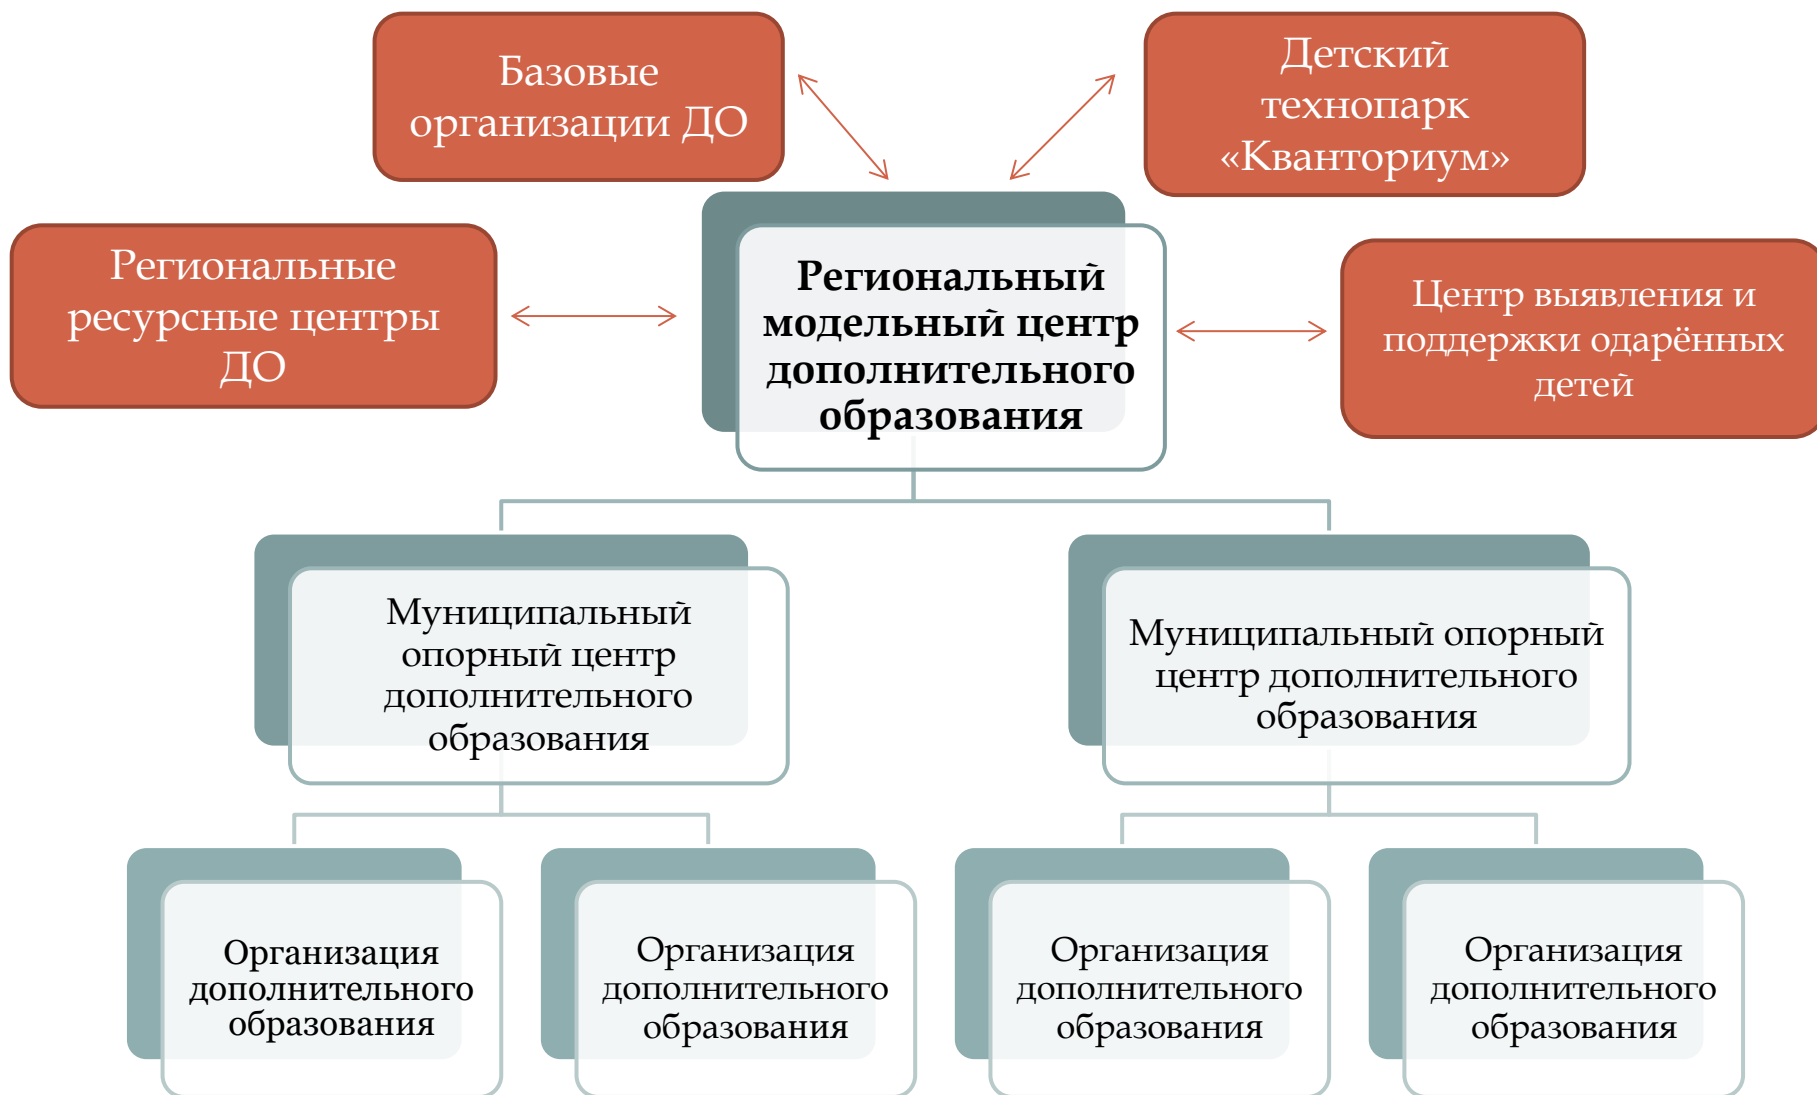 Базовые
организации ДО
Детский
технопарк
«Кванториум»
Региональные
ресурсные центры
ДО
Региональный
модельный центр
дополнительного
образования
Центр выявления и
поддержки одарённых
детей
Муниципальный
опорный центр
дополнительного
образования
Муниципальный опорный
центр дополнительного
образования
Организация
дополнительного
образования
Организация
дополнительного
образования
Организация
дополнительного
образования
Организация
дополнительного
образования